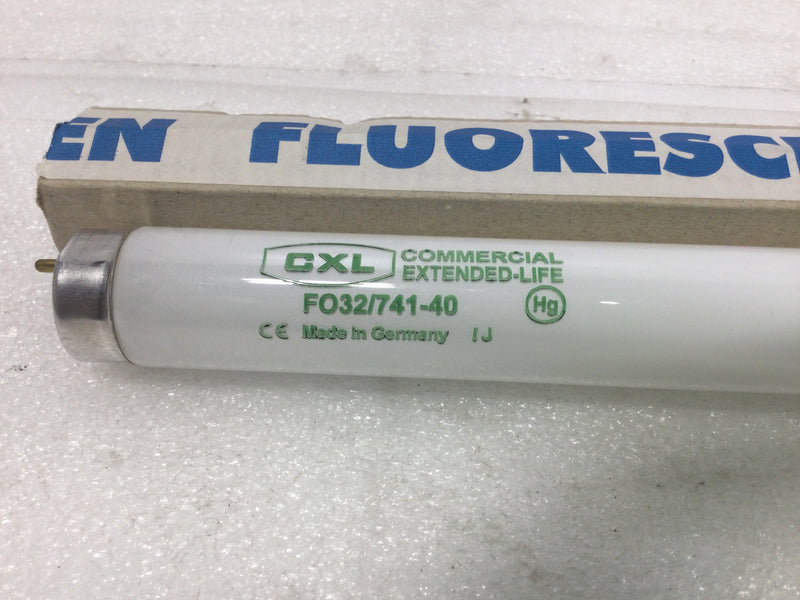 EN FLUORESC
CXL COMMERCIAL
EXTENDED-LIFE
FO32/741-40 Hg
CE Made in Germany IJ